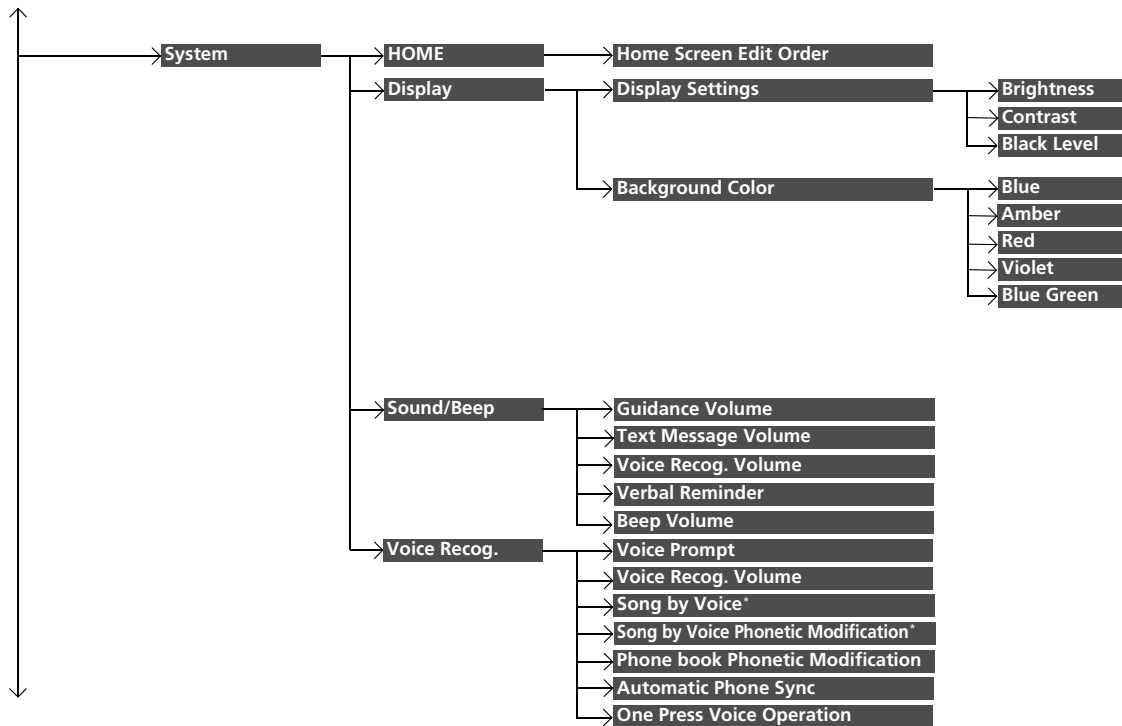 System
HOME
Home Screen Edit Order
Display
Display Settings
Brightness
Contrast
Black Level
Background Color
Blue
Amber
Red
Violet
Blue Green
Sound/Beep
Guidance Volume
Text Message Volume
Voice Recog. Volume
Verbal Reminder
Beep Volume
Voice Recog.
Voice Prompt
Voice Recog. Volume
Song by Voice*
Song by Voice Phonetic Modification*
Phone book Phonetic Modification
Automatic Phone Sync
One Press Voice Operation